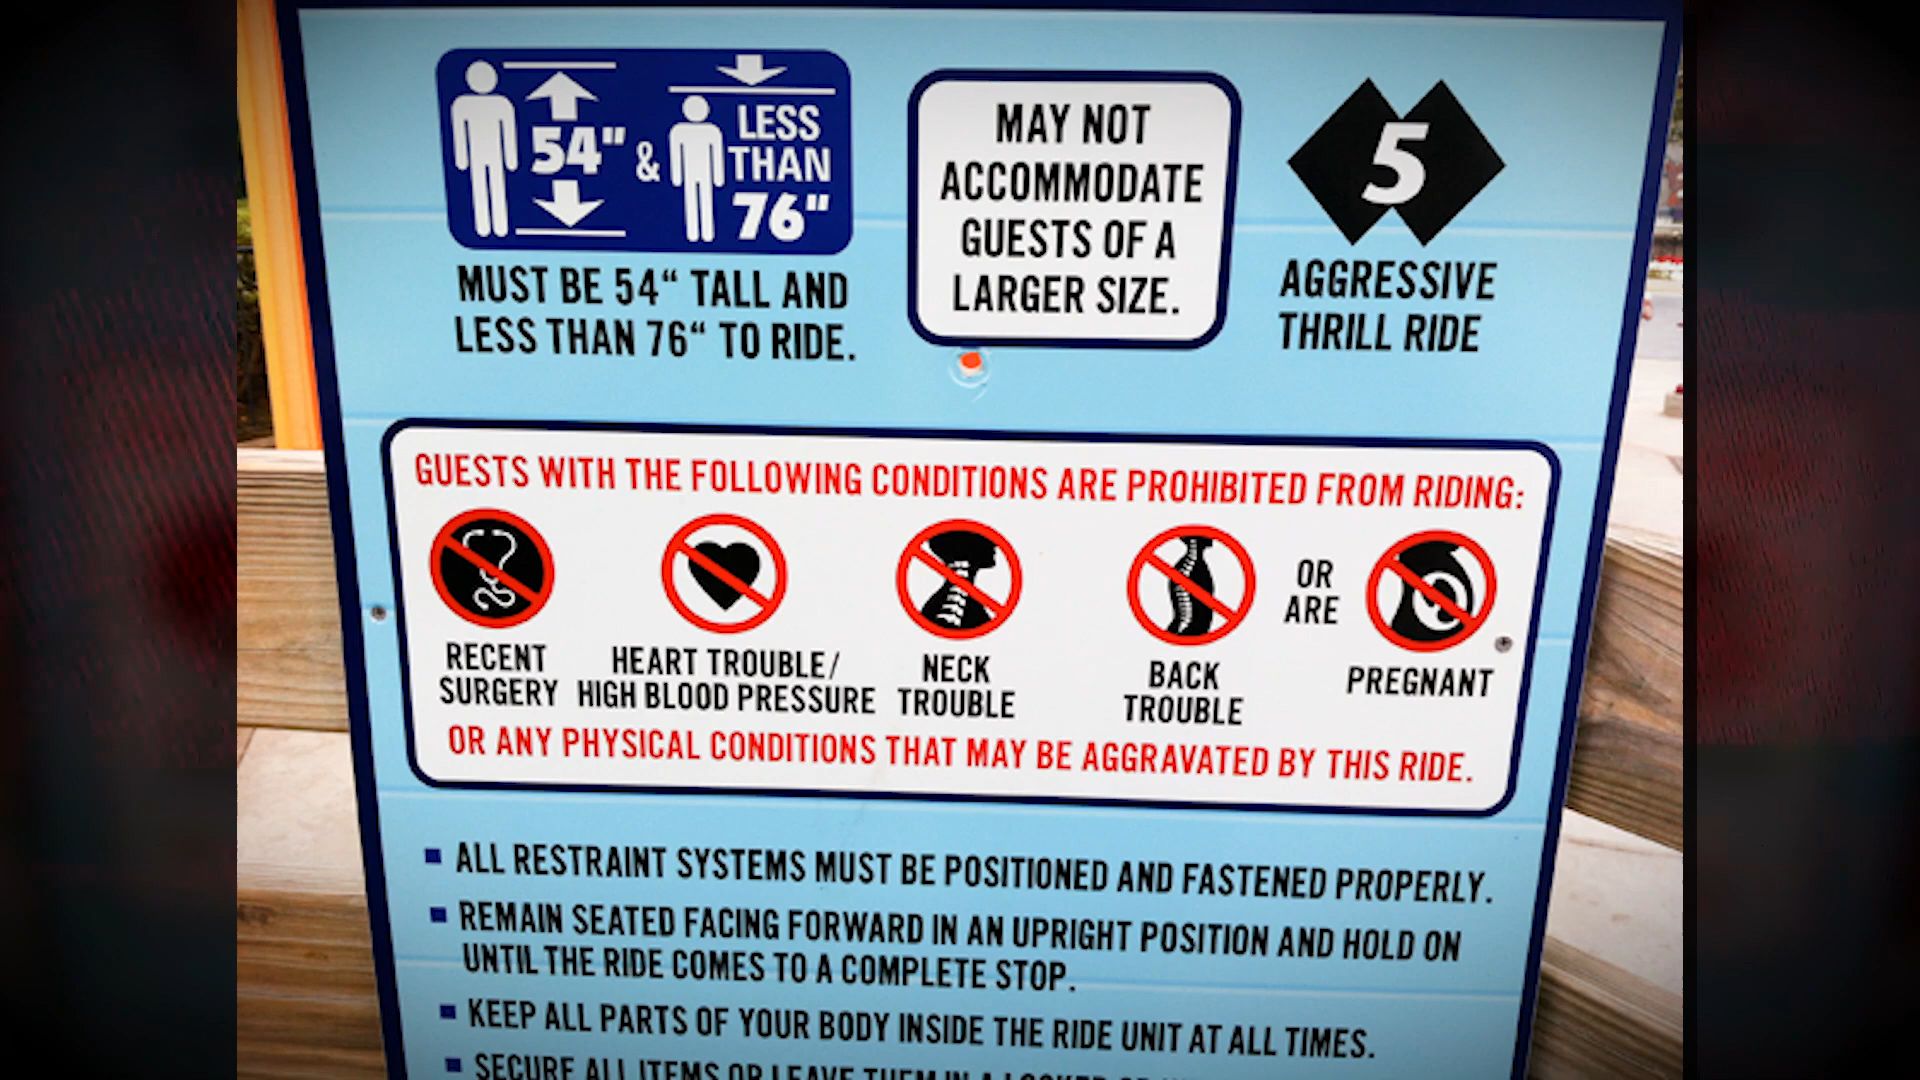 54" & LESS
THAN
76"
MUST BE 54“ TALL AND
LESS THAN 76“ TO RIDE.
MAY NOT
ACCOMMODATE
GUESTS OF A
LARGER SIZE.
5
AGGRESSIVE
THRILL RIDE
GUESTS WITH THE FOLLOWING CONDITIONS ARE PROHIBITED FROM RIDING:
RECENT
SURGERY
HEART TROUBLE/
HIGH BLOOD PRESSURE
NECK
TROUBLE
BACK
TROUBLE
OR
ARE
PREGNANT
OR ANY PHYSICAL CONDITIONS THAT MAY BE AGGRAVATED BY THIS RIDE.
▪ ALL RESTRAINT SYSTEMS MUST BE POSITIONED AND FASTENED PROPERLY.
▪ REMAIN SEATED FACING FORWARD IN AN UPRIGHT POSITION AND HOLD ON
UNTIL THE RIDE COMES TO A COMPLETE STOP.
▪ KEEP ALL PARTS OF YOUR BODY INSIDE THE RIDE UNIT AT ALL TIMES.
▪ SECURE ALL ITEMS OR LEAVE THEM IN A LOCKER